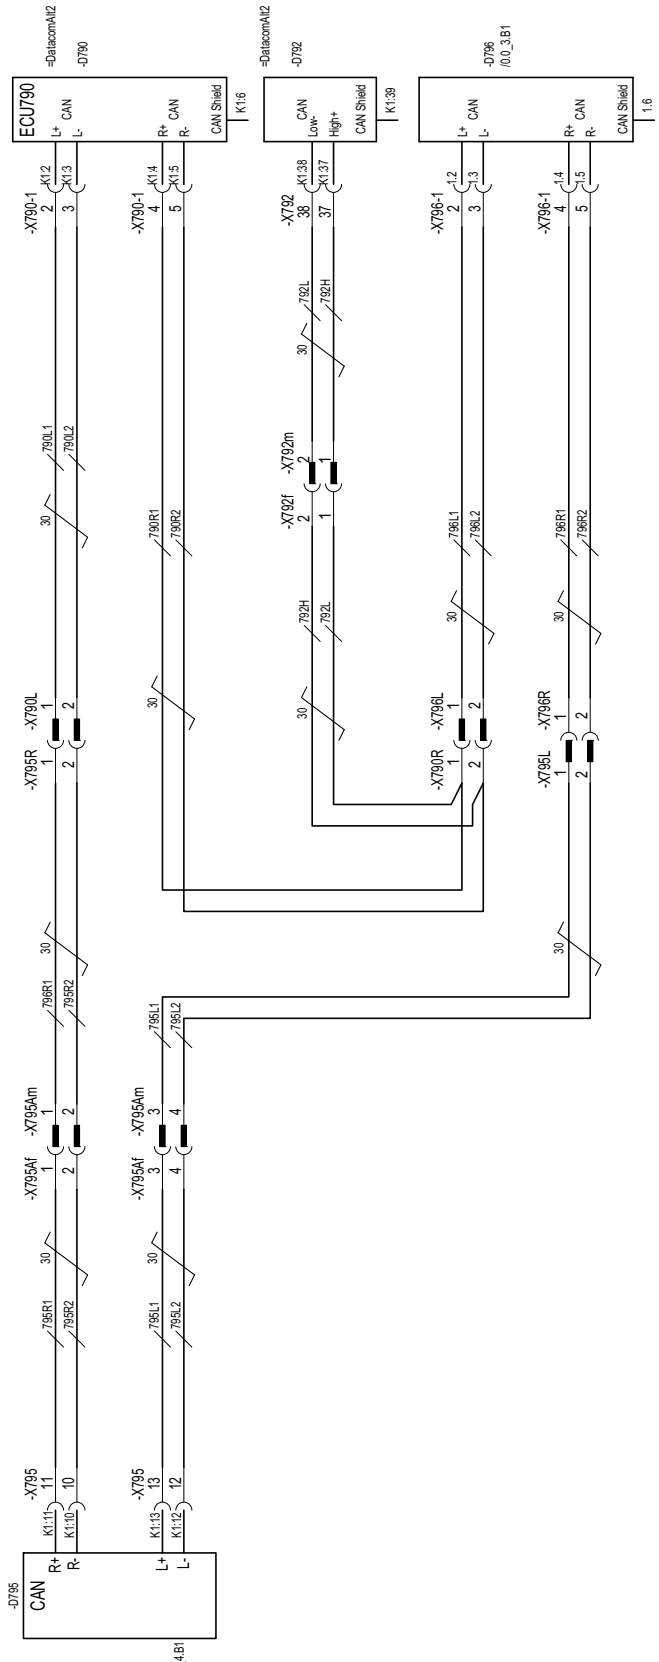 =DatacomAlt2
-D790
ECU790
L+
CAN
L-
R+
CAN
R-
CAN Shield
K1:6
=DatacomAlt2
-D792
CAN
Low-
High+
CAN Shield
K1:39
-D796
/0.0_3.B1
L+
CAN
L-
R+
CAN
R-
CAN Shield
1.6
K1:2
K1:3
-X790-1
2
3
K1:4
K1:5
-X790-1
4
5
K1:38
K1:37
-X792
38
37
1.2
1.3
-X796-1
2
3
1.4
1.5
-X796-1
4
5
792L
792H
30
790L1
790L2
30
-X792m
2
1
-X792f
2
1
790R1
790R2
796L1
796L2
796R1
796R2
792H
792L
30
30
30
30
-X790L
1
2
-X795R
1
2
-X796L
1
2
-X790R
1
2
-X796R
1
2
-X795L
1
2
30
30
796R1
795R2
795L1
795L2
-X795Am
1
2
-X795Af
1
2
-X795Am
3
4
-X795Af
3
4
30
30
795R1
795R2
795L1
795L2
-X795
11
10
-X795
13
12
K1:11
K1:10
K1:13
K1:12
R+
R-
L+
L-
CAN
-D795
4.B1